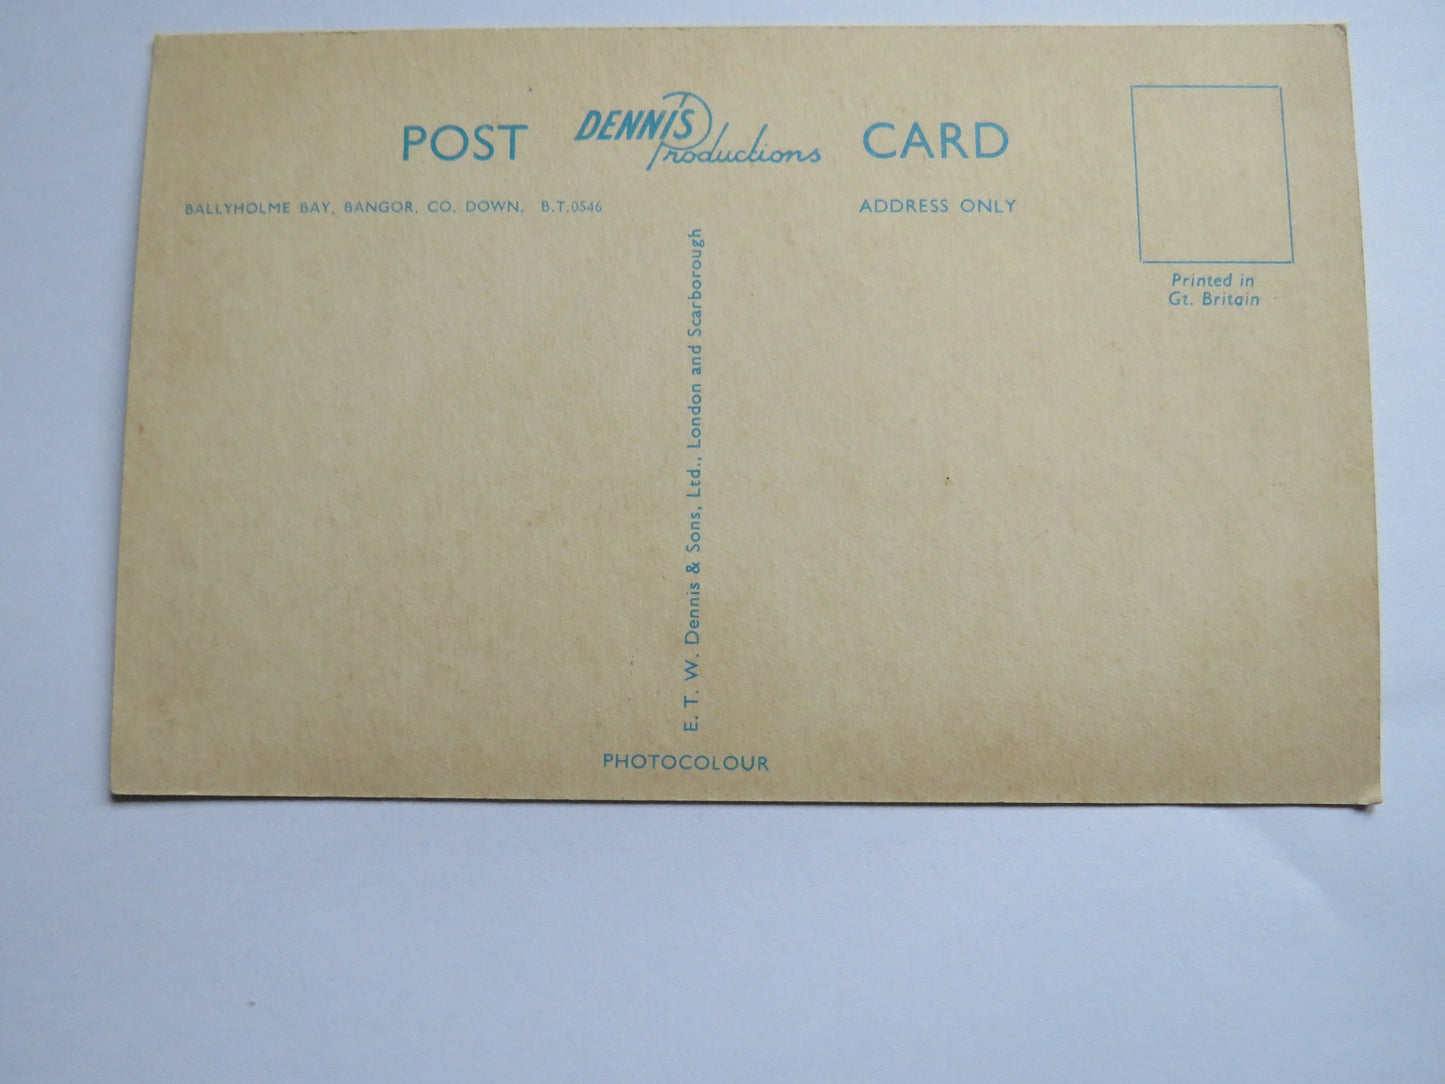 POST DENNIS Productions CARD
BALLYHOLME BAY, BANGOR, CO. DOWN. B.T.0546
ADDRESS ONLY
Printed in
Gt. Britain
E. T. W. Dennis & Sons, Ltd., London and Scarborough
PHOTOCOLOUR